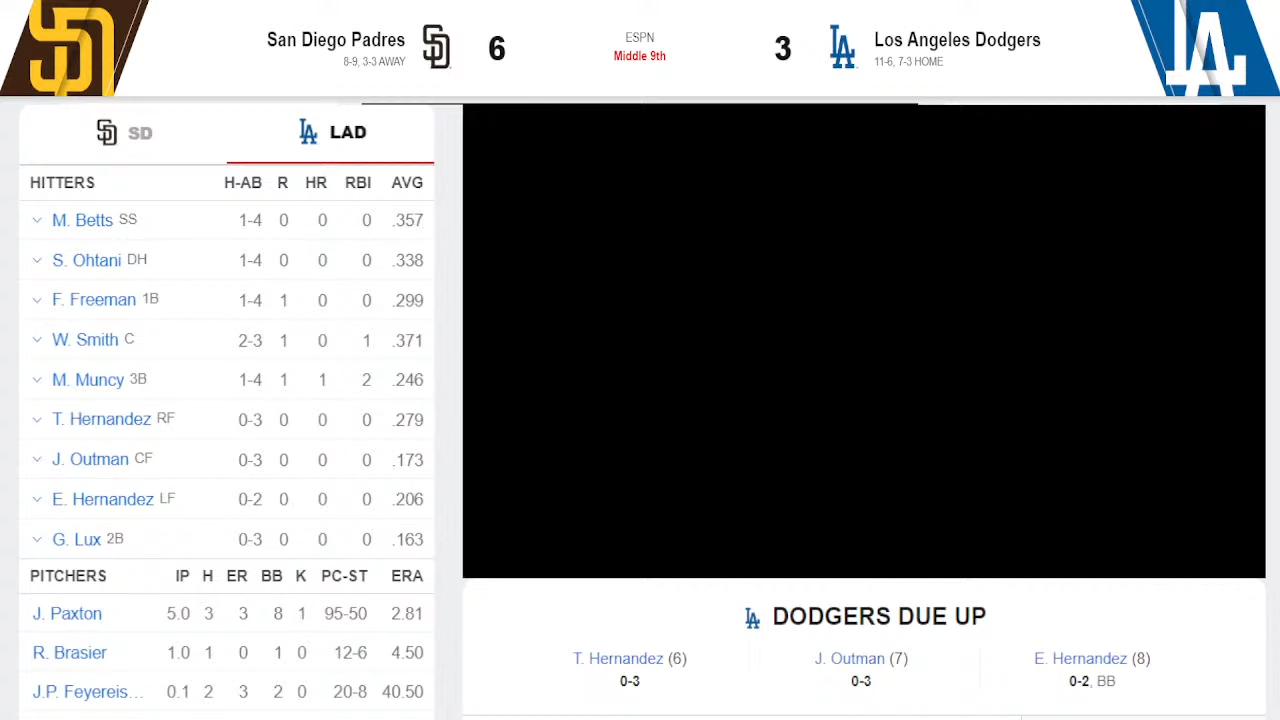 San Diego Padres SD 6 ESPN 3 LA Los Angeles Dodgers
8-9, 3-3 AWAY Middle 9th 11-6, 7-3 HOME
SD SD LA LAD
HITTERS H-AB R HR RBI AVG
M. Betts SS 1-4 0 0 0 .357
S. Ohtani DH 1-4 0 0 0 .338
F. Freeman 1B 1-4 1 0 0 .299
W. Smith C 2-3 1 0 1 .371
M. Muncy 3B 1-4 1 1 2 .246
T. Hernandez RF 0-3 0 0 0 .279
J. Outman CF 0-3 0 0 0 .173
E. Hernandez LF 0-2 0 0 0 .206
G. Lux 2B 0-3 0 0 0 .163
PITCHERS IP H ER BB K PC-ST ERA
J. Paxton 5.0 3 3 8 1 95-50 2.81
R. Brasier 1.0 1 0 1 0 12-6 4.50
J.P. Feyereis... 0.1 2 3 2 0 20-8 40.50
LA DODGERS DUE UP
T. Hernandez (6) J. Outman (7) E. Hernandez (8)
0-3 0-3 0-2, BB